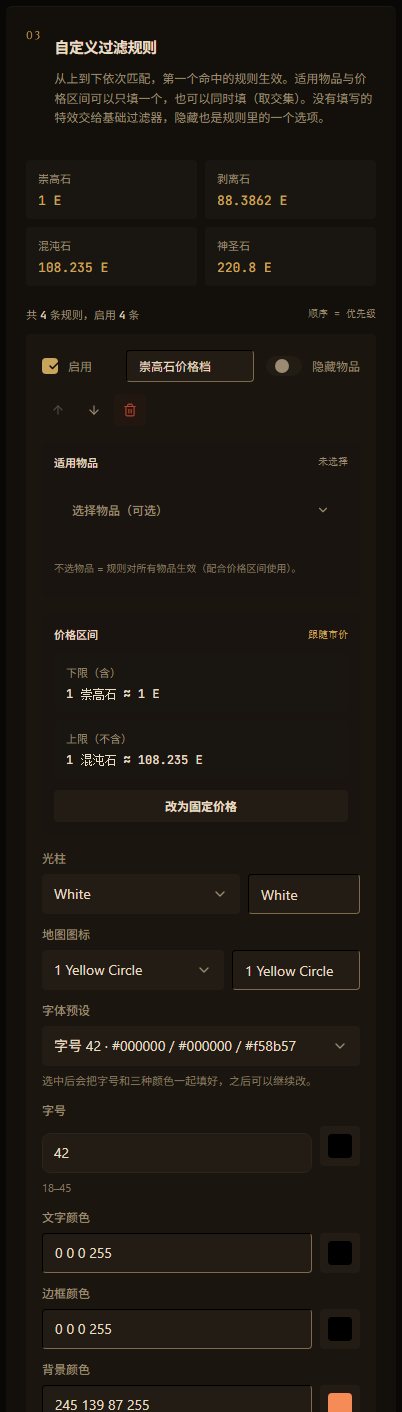 03
自定义过滤规则
从上到下依次匹配，第一个命中的规则生效。适用物品与价
格区间可以只填一个，也可以同时填（取交集）。没有填写的
特效交给基础过滤器，隐藏也是规则里的一个选项。
崇高石
1 E
剥离石
88.3862 E
混沌石
108.235 E
神圣石
220.8 E
共 4 条规则，启用 4 条
顺序 = 优先级
启用
崇高石价格档
隐藏物品
适用物品
未选择
选择物品（可选）
不选物品 = 规则对所有物品生效（配合价格区间使用）。
价格区间
跟随市价
下限（含）
1 崇高石 ≈ 1 E
上限（不含）
1 混沌石 ≈ 108.235 E
改为固定价格
光柱
White
White
地图图标
1 Yellow Circle
1 Yellow Circle
字体预设
字号 42 · #000000 / #000000 / #f58b57
选中后会把字号和三种颜色一起填好，之后可以继续改。
字号
42
18–45
文字颜色
0 0 0 255
边框颜色
0 0 0 255
背景颜色
245 139 87 255